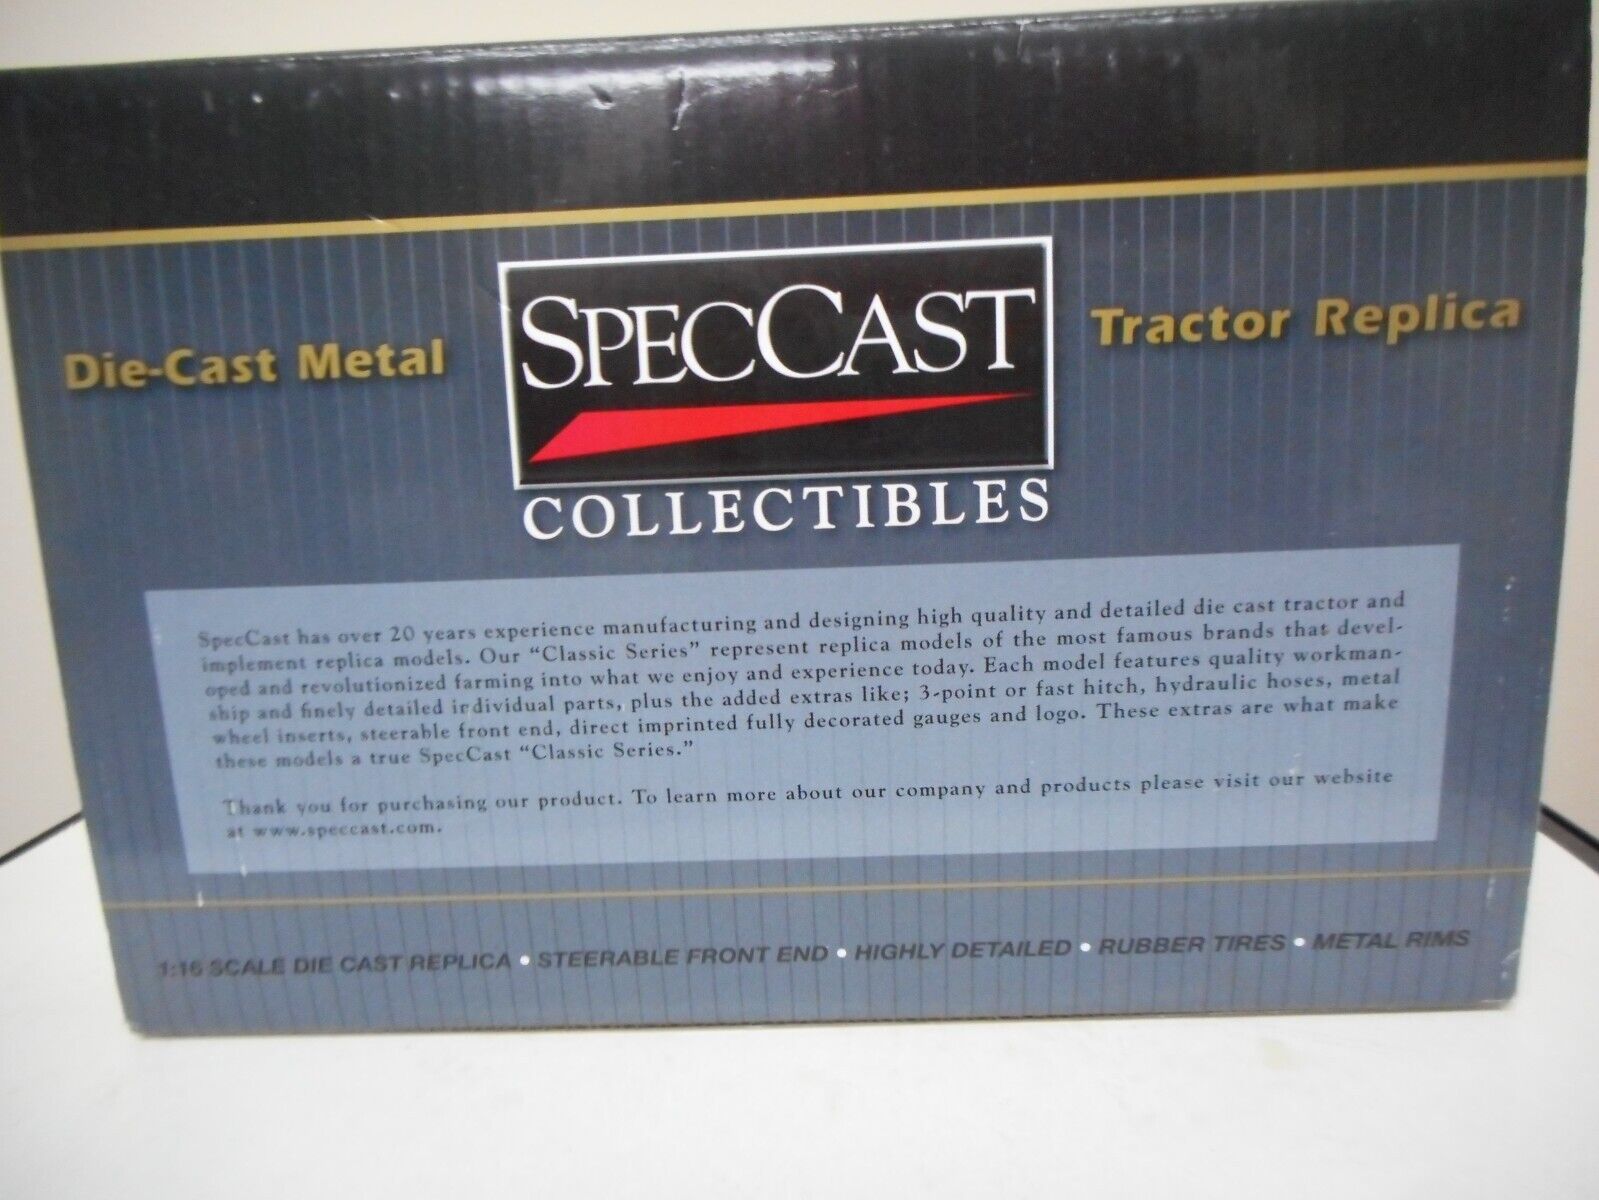 Die-Cast Metal
SPECCAST
Tractor Replica
COLLECTIBLES
SpecCast has over 20 years experience manufacturing and designing high quality and detailed die cast tractor and
implement replica models. Our “Classic Series” represent replica models of the most famous brands that devel-
oped and revolutionized farming into what we enjoy and experience today. Each model features quality workman-
ship and finely detailed individual parts, plus the added extras like; 3-point or fast hitch, hydraulic hoses, metal
wheel inserts, steerable front end, direct imprinted fully decorated gauges and logo. These extras are what make
these models a true SpecCast “Classic Series.”
Thank you for purchasing our product. To learn more about our company and products please visit our website
at www.speccast.com.
1:16 SCALE DIE CAST REPLICA • STEERABLE FRONT END • HIGHLY DETAILED • RUBBER TIRES • METAL RIMS